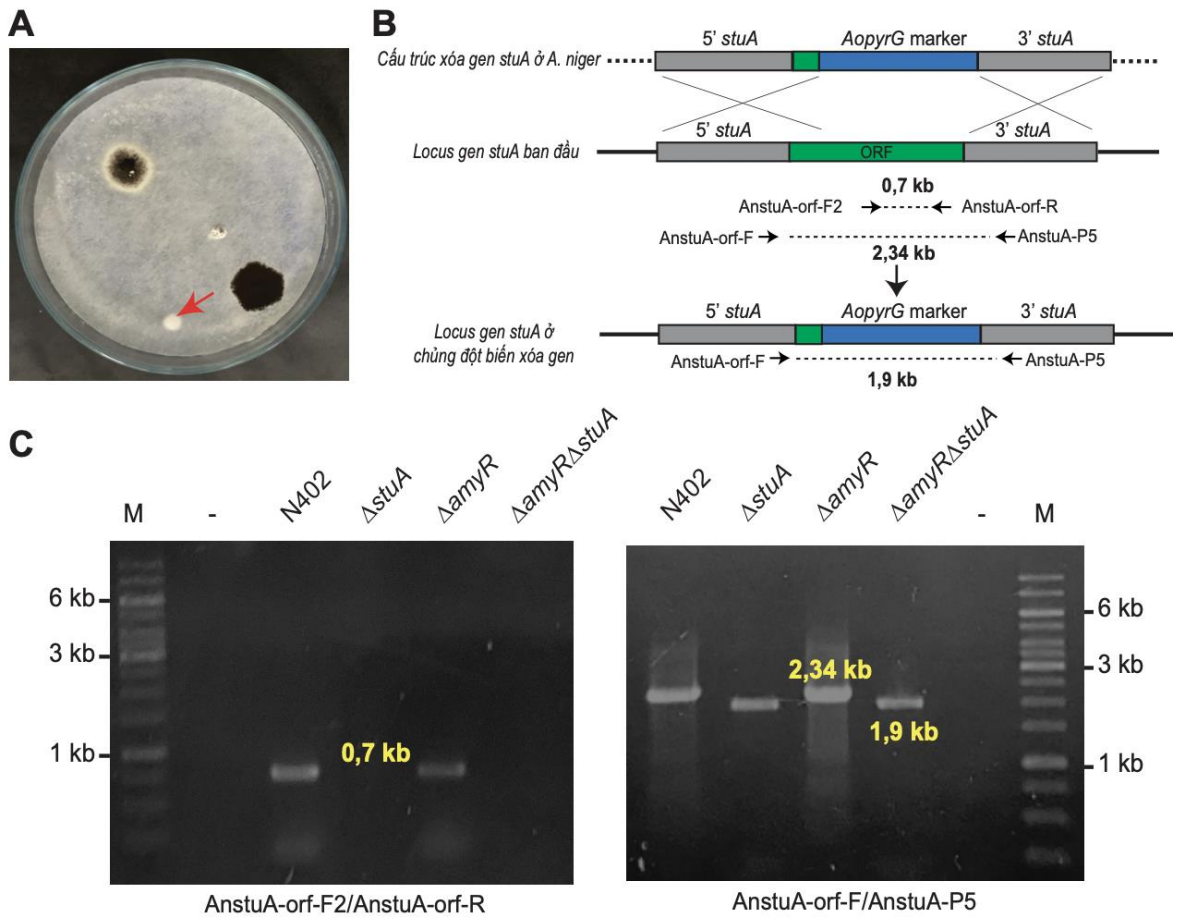 A
B
5' stuA
AopyrG marker
3' stuA
Cấu trúc xóa gen stuA ở A. niger
5' stuA
3' stuA
Locus gen stuA ban đầu
ORF
0,7 kb
AnstuA-orf-F2
AnstuA-orf-R
AnstuA-orf-F
AnstuA-P5
2,34 kb
5' stuA
AopyrG marker
3' stuA
Locus gen stuA ở
chủng đột biến xóa gen
AnstuA-orf-F
AnstuA-P5
1,9 kb
C
M
-
N402
ΔstuA
ΔamyR
ΔamyRΔstuA
6 kb
3 kb
1 kb
0,7 kb
AnstuA-orf-F2/AnstuA-orf-R
N402
ΔstuA
ΔamyR
ΔamyRΔstuA
-
M
6 kb
3 kb
1 kb
2,34 kb
1,9 kb
AnstuA-orf-F/AnstuA-P5